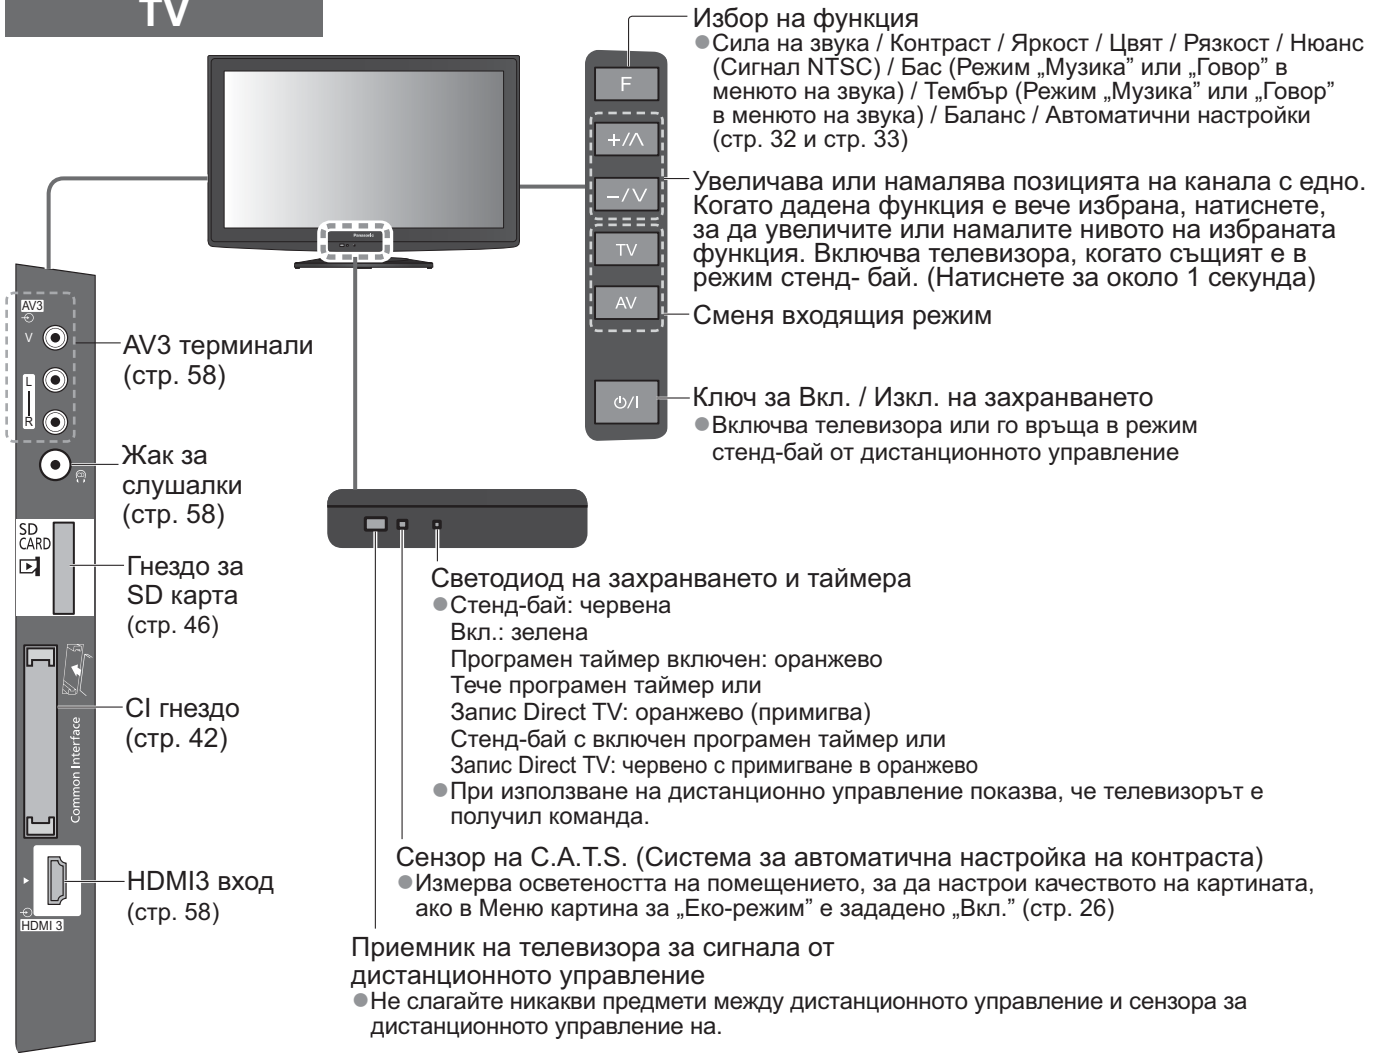 TV
Избор на функция
●Сила на звука / Контраст / Яркост / Цвят / Рязкост / Нюанс
(Сигнал NTSC) / Бас (Режим „Музика” или „Говор” в
менюто на звука) / Тембър (Режим „Музика” или „Говор”
в менюто на звука) / Баланс / Автоматични настройки
(стр. 32 и стр. 33)
F
+/∧
−/∨
TV
AV
⏻/I
Увеличава или намалява позицията на канала с едно.
Когато дадена функция е вече избрана, натиснете,
за да увеличите или намалите нивото на избраната
функция. Включва телевизора, когато същият е в
режим стенд- бай. (Натиснете за около 1 секунда)
Сменя входящия режим
Ключ за Вкл. / Изкл. на захранването
●Включва телевизора или го връща в режим
стенд-бай от дистанционното управление
Panasonic
AV3
V
L
R
AV3 терминали
(стр. 58)
Жак за
слушалки
(стр. 58)
SD
CARD
Гнездо за
SD карта
(стр. 46)
CI гнездо
(стр. 42)
Common Interface
HDMI3 вход
(стр. 58)
HDMI 3
Светодиод на захранването и таймера
●Стенд-бай: червена
Вкл.: зелена
Програмен таймер включен: оранжево
Тече програмен таймер или
Запис Direct TV: оранжево (примигва)
Стенд-бай с включен програмен таймер или
Запис Direct TV: червено с примигване в оранжево
●При използване на дистанционно управление показва, че телевизорът е
получил команда.
Сензор на C.A.T.S. (Система за автоматична настройка на контраста)
●Измерва осветеността на помещението, за да настрои качеството на картината,
ако в Меню картина за „Еко-режим” е зададено „Вкл.” (стр. 26)
Приемник на телевизора за сигнала от
дистанционното управление
●Не слагайте никакви предмети между дистанционното управление и сензора за
дистанционното управление на.